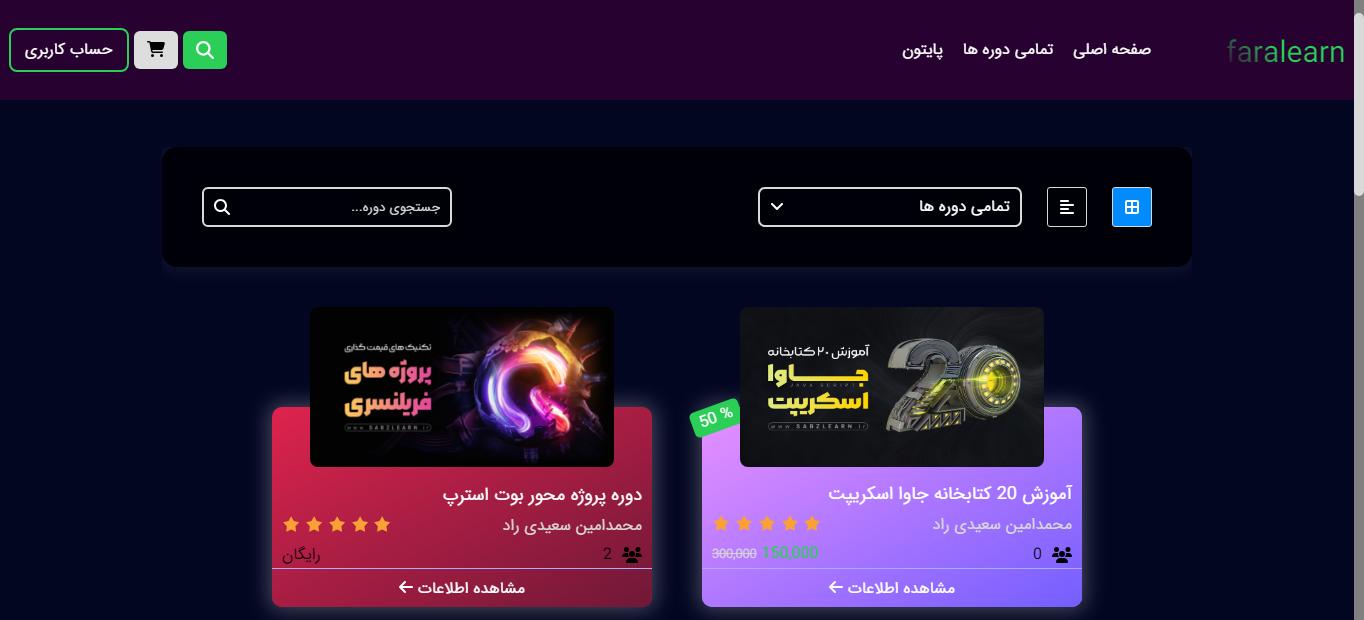 faralearn
صفحه اصلی
تمامی دوره ها
پایتون
حساب کاربری
تمامی دوره ها
جستجوی دوره...
آموزش ۲۰ کتابخانه
جاوا
JAVA SCRIPT
اسکریپت
www.SABZLEARN.ir
20
50 %
آموزش 20 کتابخانه جاوا اسکریپت
محمدامین سعیدی راد
0
150,000 300,000
مشاهده اطلاعات
تکنیک های قیمت گذاری
پروژه های
فریلنسری
www.SABZLEARN.ir
دوره پروژه محور بوت استرپ
محمدامین سعیدی راد
2
رایگان
مشاهده اطلاعات